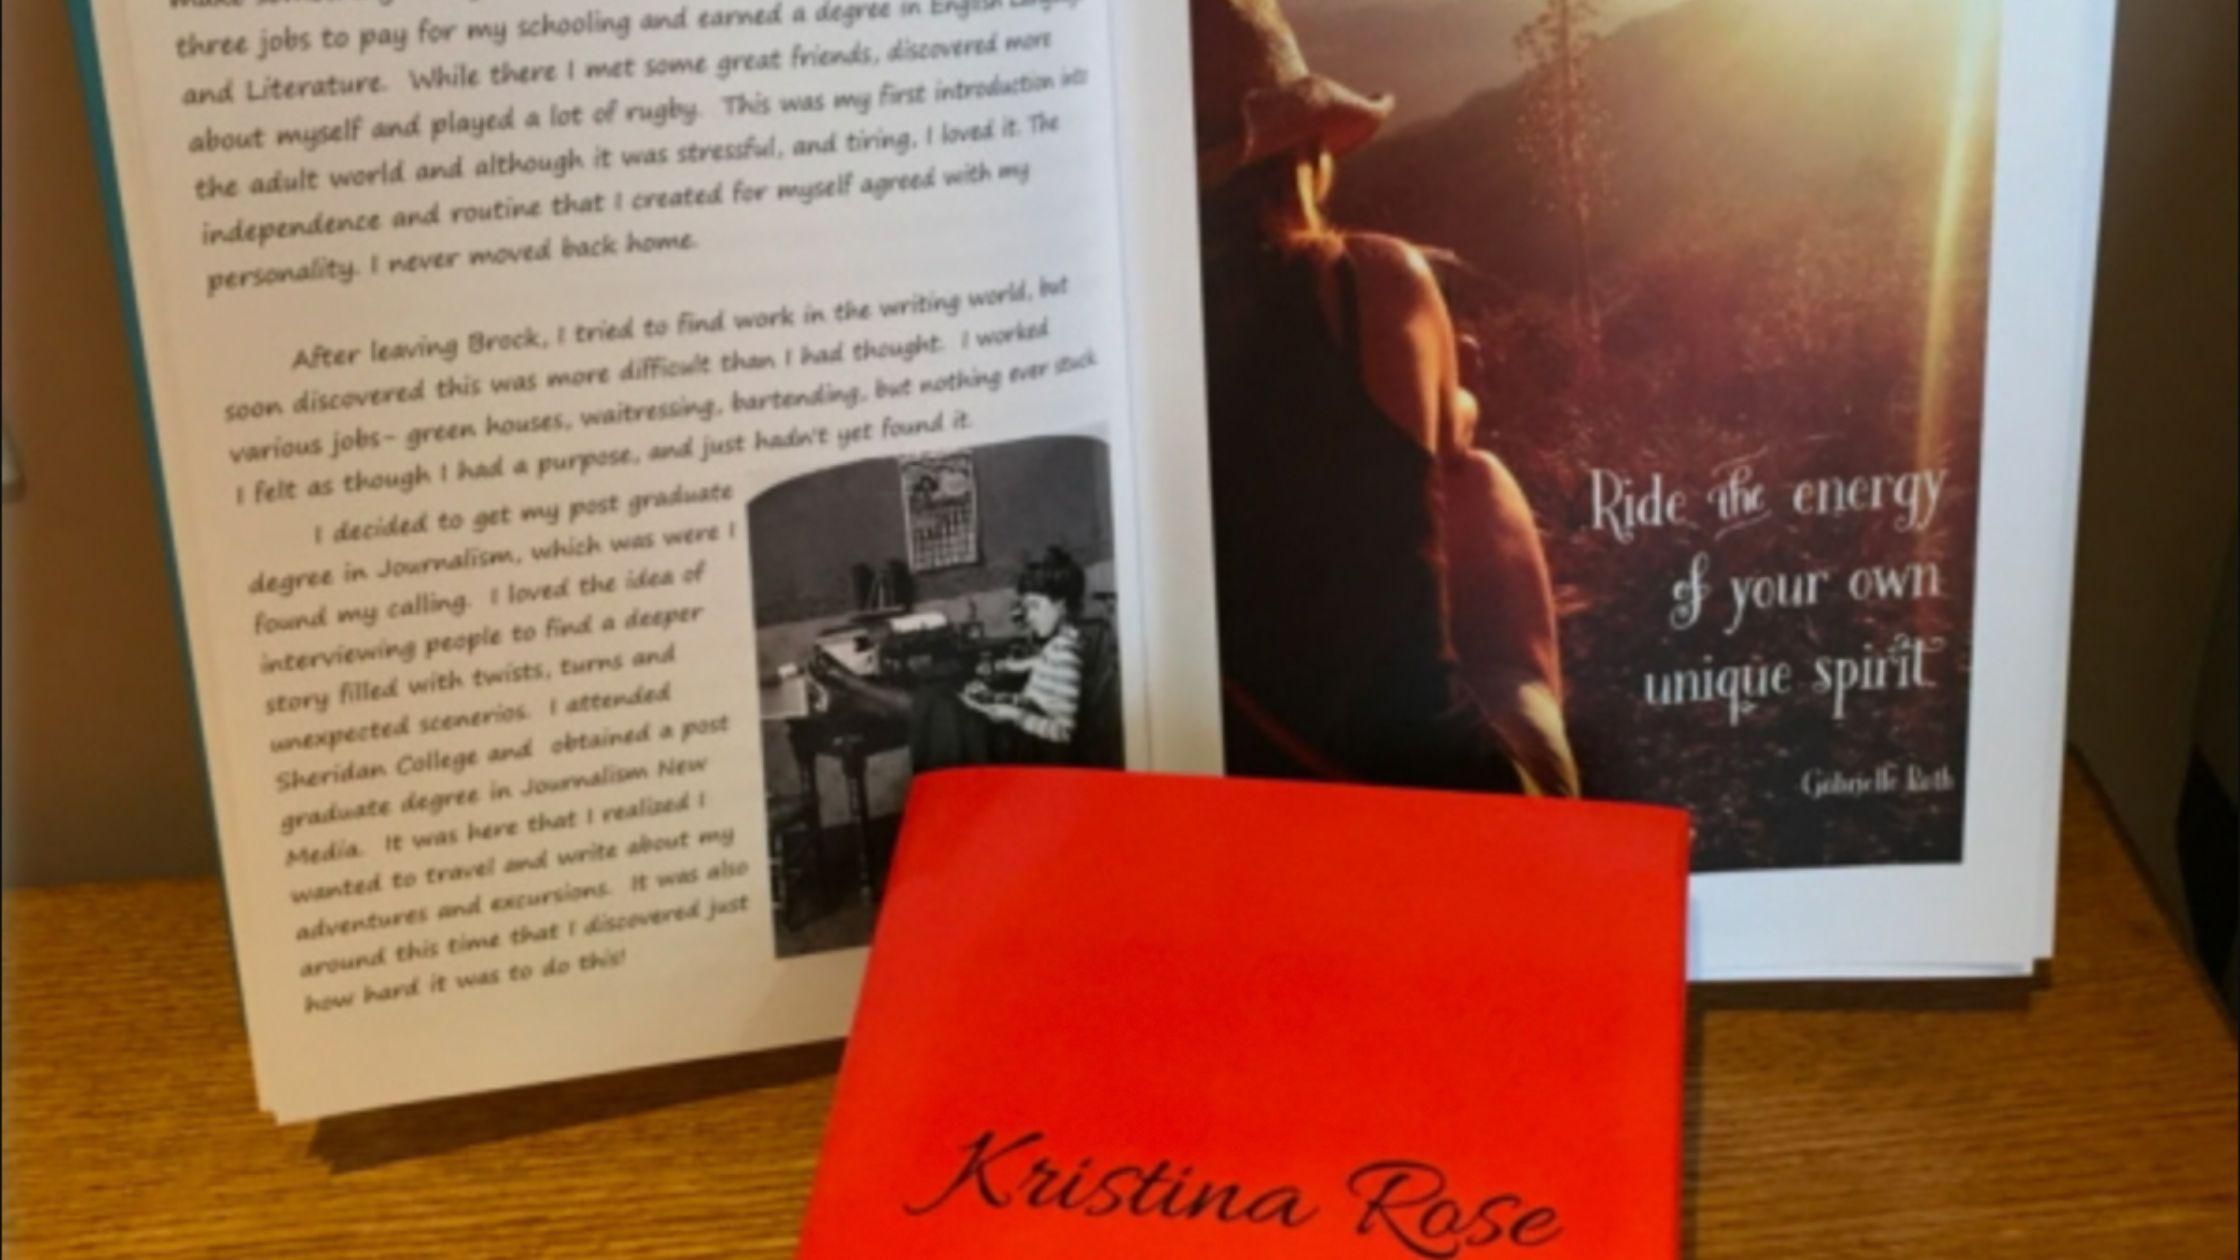 three jobs to pay for my schooling and earned a degree in English Language
and Literature. While there I met some great friends, discovered more
about myself and played a lot of rugby. This was my first introduction into
the adult world and although it was stressful, and tiring, I loved it. The
independence and routine that I created for myself agreed with my
personality. I never moved back home.
After leaving Brock, I tried to find work in the writing world, but
soon discovered this was more difficult than I had thought. I worked
various jobs- green houses, waitressing, bartending, but nothing ever stuck
I felt as though I had a purpose, and just hadn't yet found it.
I decided to get my post graduate
degree in Journalism, which was were I
found my calling. I loved the idea of
interviewing people to find a deeper
story filled with twists, turns and
unexpected scenerios. I attended
Sheridan College and obtained a post
graduate degree in Journalism New
Media. It was here that I realized I
wanted to travel and write about my
adventures and excursions. It was also
around this time that I discovered just
how hard it was to do this!
Ride the energy
of your own
unique spirit
-Gabrielle Roth
Kristina Rose